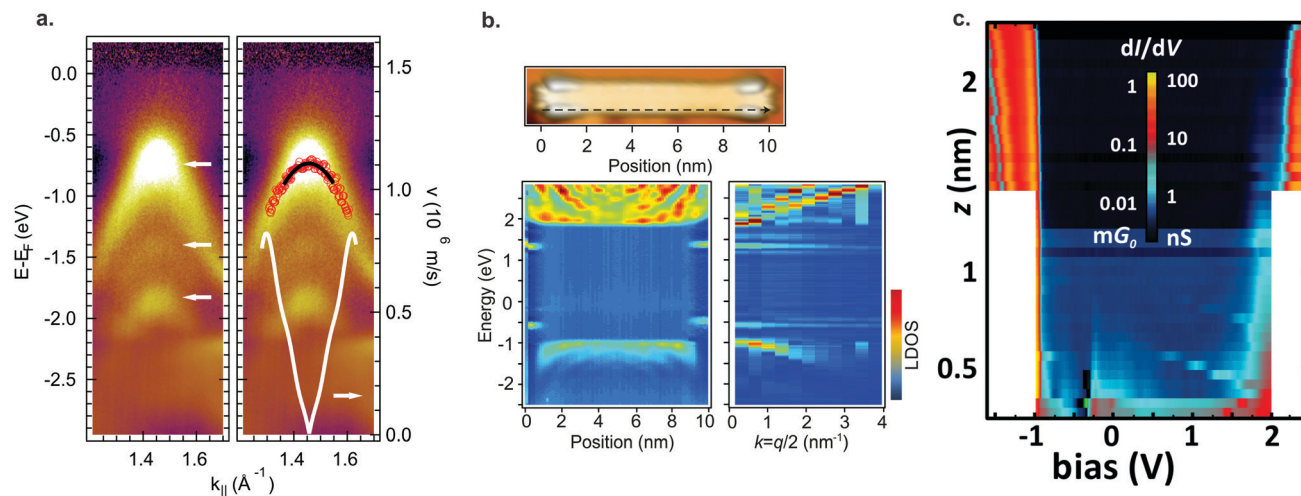 a.
0.0
-0.5
-1.0
-1.5
-2.0
-2.5
E-EF (eV)
1.4
1.6
1.4
1.6
k|| (Å-1)
1.5
1.0
0.5
0.0
v (10 6 m/s)
b.
0 2 4 6 8 10
Position (nm)
2
1
0
-1
-2
Energy (eV)
0 2 4 6 8 10
Position (nm)
0 1 2 3 4
k=q/2 (nm-1)
LDOS
c.
dI/dV
1 100
0.1 10
0.01 1
mG0 nS
2
1
0.5
z (nm)
-1 0 1 2
bias (V)